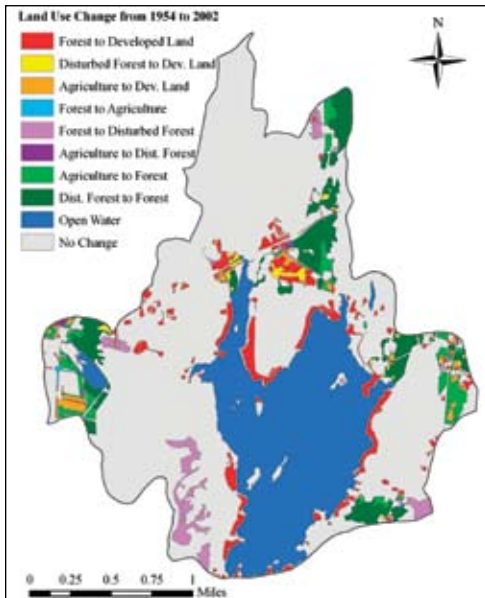 Land Use Change from 1954 to 2002
Forest to Developed Land
Disturbed Forest to Dev. Land
Agriculture to Dev. Land
Forest to Agriculture
Forest to Disturbed Forest
Agriculture to Dist. Forest
Agriculture to Forest
Dist. Forest to Forest
Open Water
No Change
N
0 0.25 0.5 0.75 1
Miles